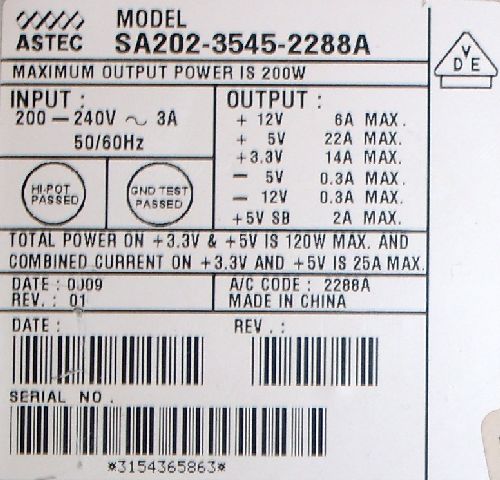 MODEL
ASTEC SA202-3545-2288A
MAXIMUM OUTPUT POWER IS 200W
INPUT :
200 — 240V ~ 3A
50/60Hz
HI-POT PASSED
GND TEST PASSED
OUTPUT :
+ 12V 6A MAX.
+ 5V 22A MAX.
+3.3V 14A MAX.
— 5V 0.3A MAX.
— 12V 0.3A MAX.
+5V SB 2A MAX.
VDE
TOTAL POWER ON +3.3V & +5V IS 120W MAX. AND
COMBINED CURRENT ON +3.3V AND +5V IS 25A MAX.
DATE : 0J09
REV. : 01
A/C CODE : 2288A
MADE IN CHINA
DATE : REV. :
SERIAL NO .
*3154365863*